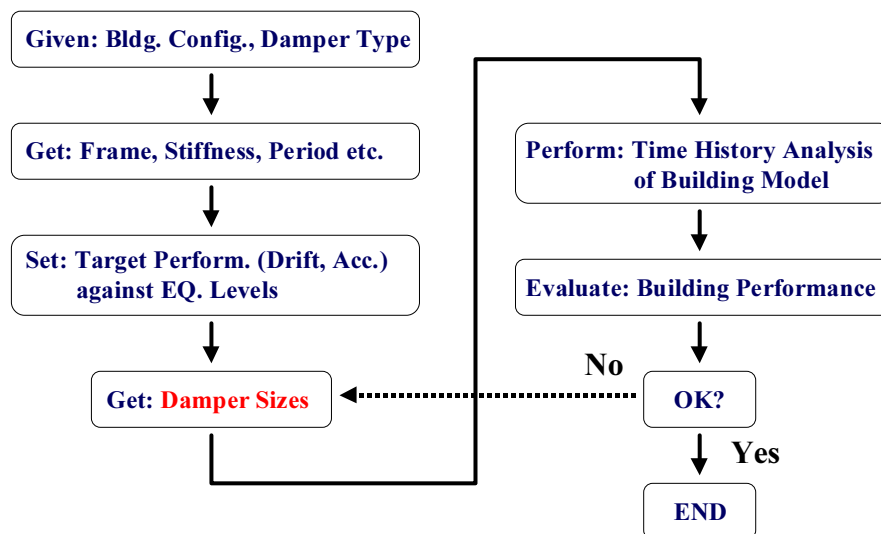 Given: Bldg. Config., Damper Type
Get: Frame, Stiffness, Period etc.
Set: Target Perform. (Drift, Acc.)
against EQ. Levels
Get: Damper Sizes
Perform: Time History Analysis
of Building Model
Evaluate: Building Performance
No
OK?
Yes
END